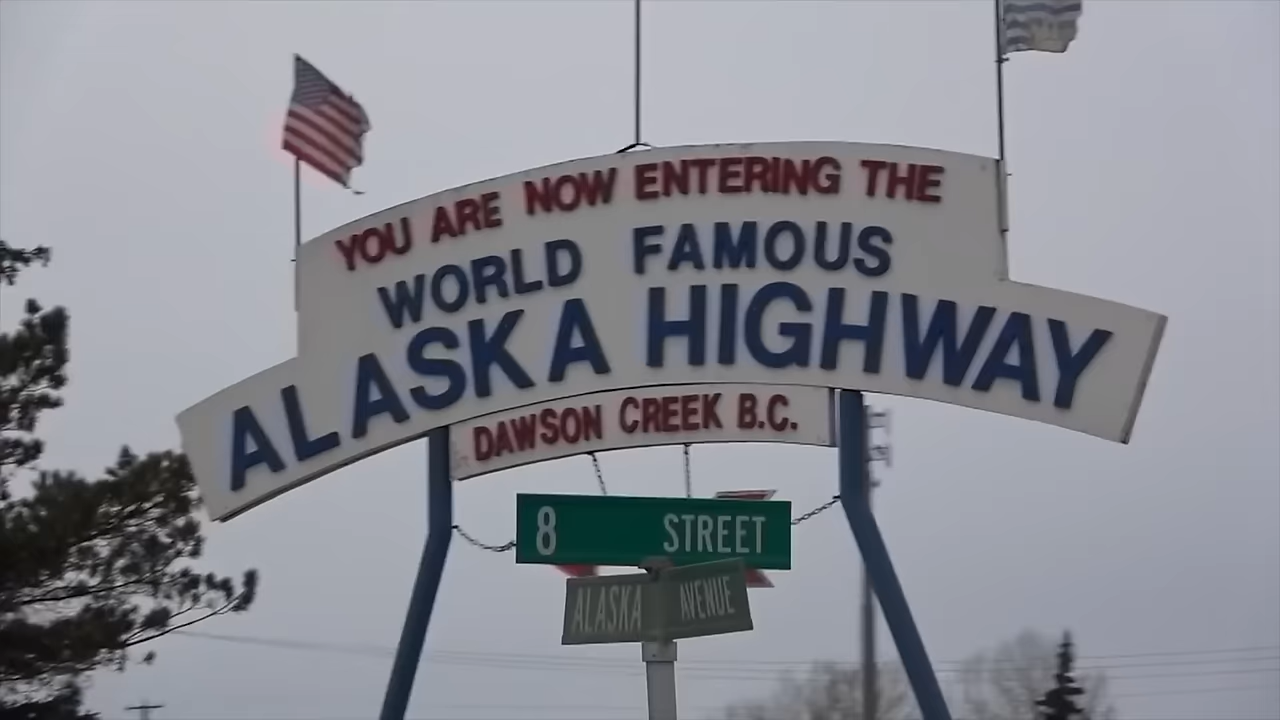 YOU ARE NOW ENTERING THE
WORLD FAMOUS
ALASKA HIGHWAY
DAWSON CREEK B.C.
8 STREET
ALASKA AVENUE